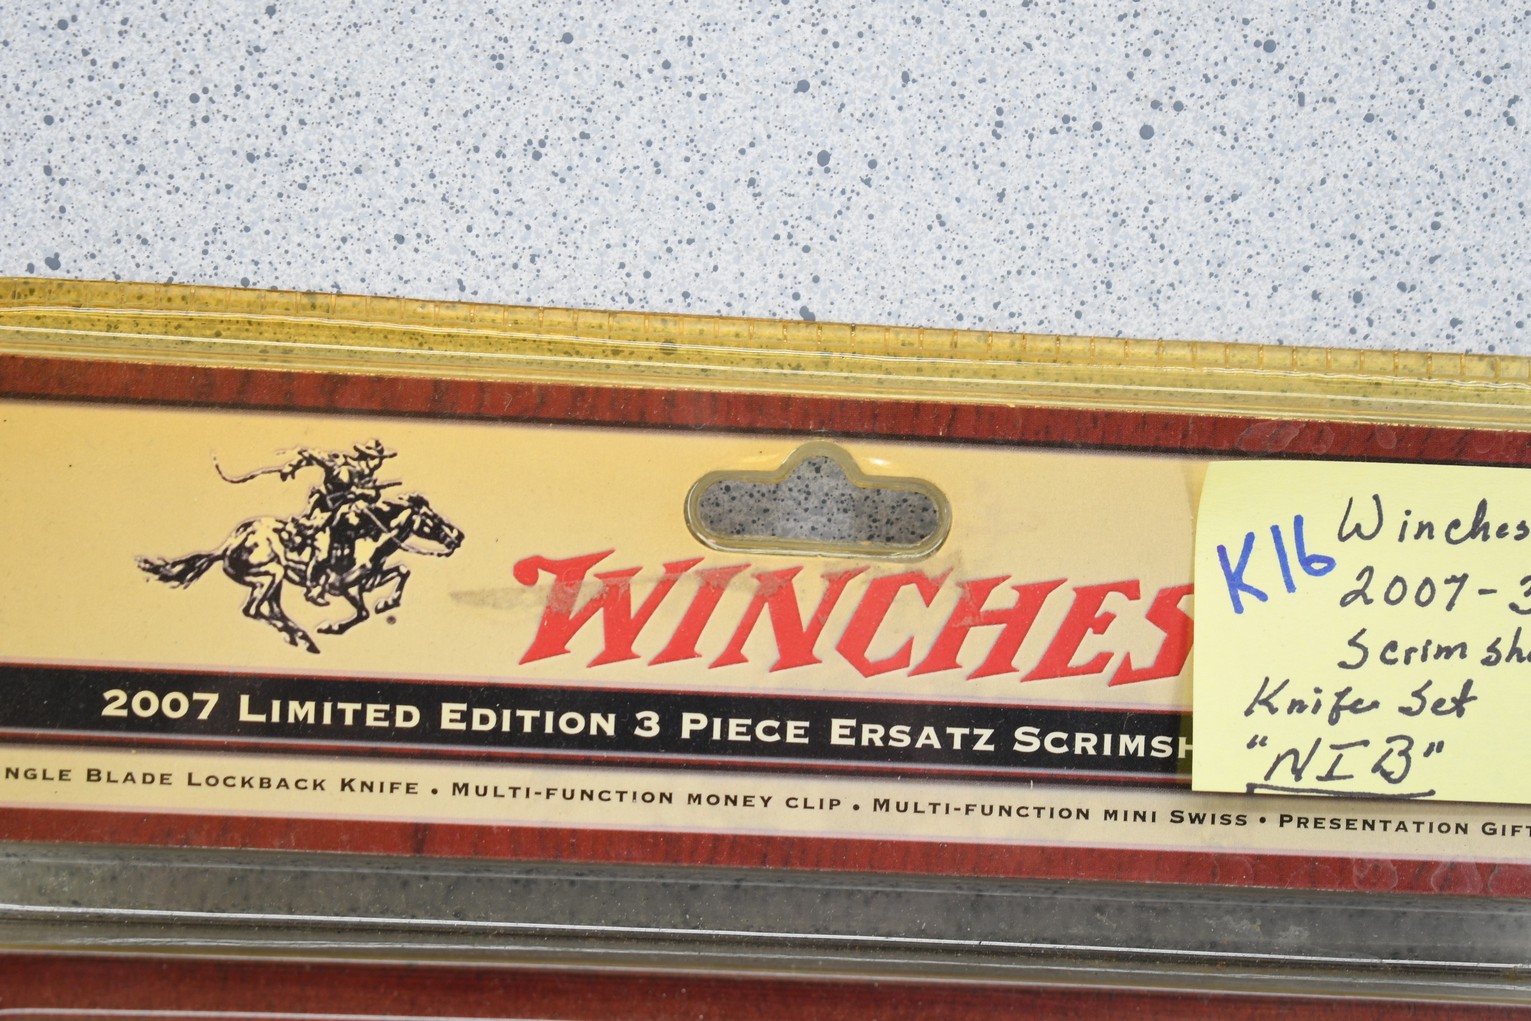 WINCHES
2007 LIMITED EDITION 3 PIECE ERSATZ SCRIMSH
NGLE BLADE LOCKBACK KNIFE • MULTI-FUNCTION MONEY CLIP • MULTI-FUNCTION MINI SWISS • PRESENTATION GIFT
K16
Winches
2007-3
Scrimsha
Knife Set
"NIB"